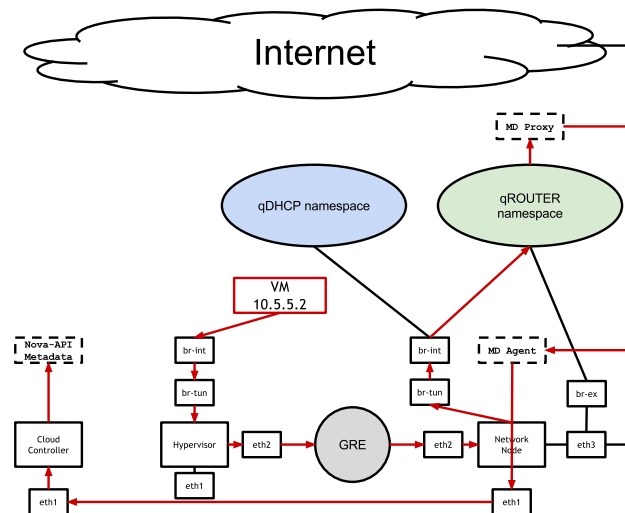 Internet
MD Proxy
qDHCP namespace
qROUTER
namespace
VM
10.5.5.2
Nova-API
Metadata
br-int
br-int
MD Agent
br-tun
br-tun
br-ex
Cloud
Controller
Hypervisor
eth2
GRE
eth2
Network
Node
eth3
eth1
eth1
eth1